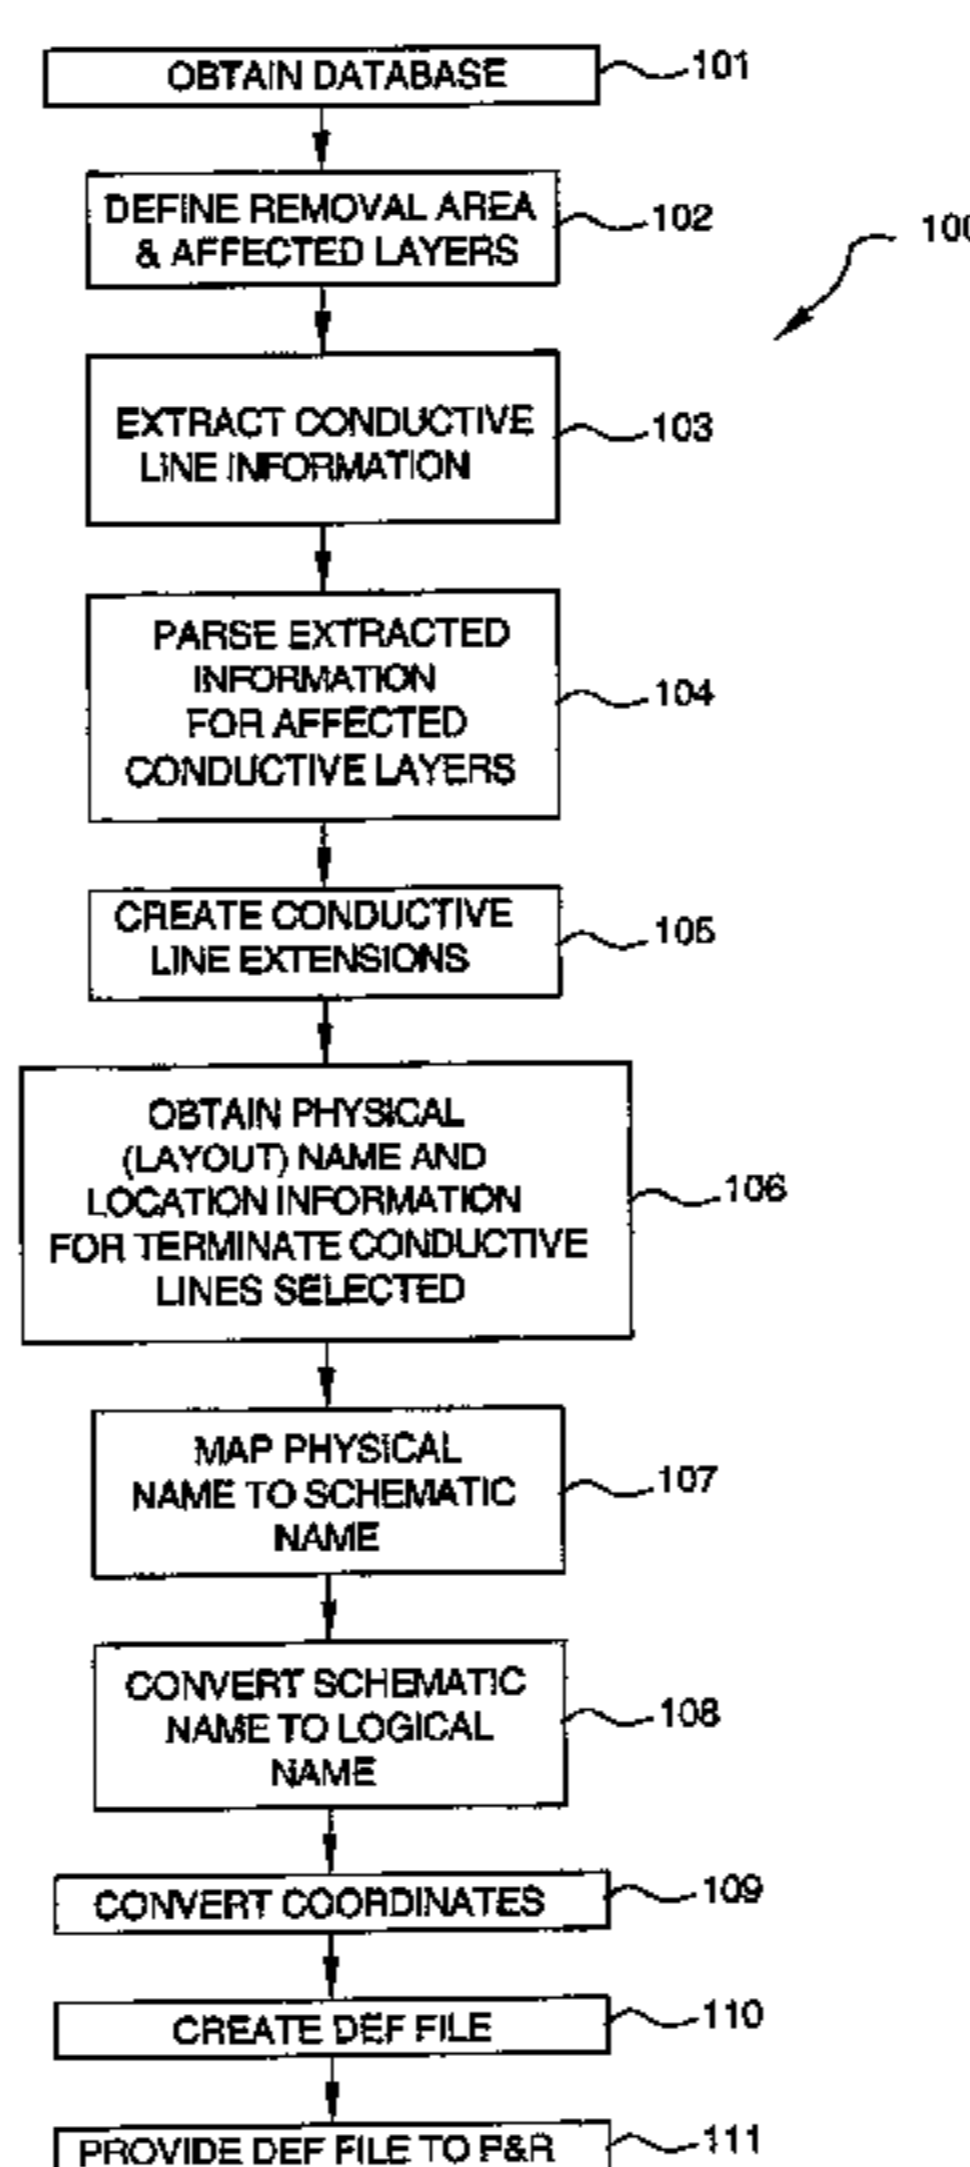 OBTAIN DATABASE
101
DEFINE REMOVAL AREA
& AFFECTED LAYERS
102
100
EXTRACT CONDUCTIVE
LINE INFORMATION
103
PARSE EXTRACTED
INFORMATION
FOR AFFECTED
CONDUCTIVE LAYERS
104
CREATE CONDUCTIVE
LINE EXTENSIONS
105
OBTAIN PHYSICAL
(LAYOUT) NAME AND
LOCATION INFORMATION
FOR TERMINATE CONDUCTIVE
LINES SELECTED
106
MAP PHYSICAL
NAME TO SCHEMATIC
NAME
107
CONVERT SCHEMATIC
NAME TO LOGICAL
NAME
108
CONVERT COORDINATES
109
CREATE DEF FILE
110
PROVIDE DEF FILE TO P&R
111